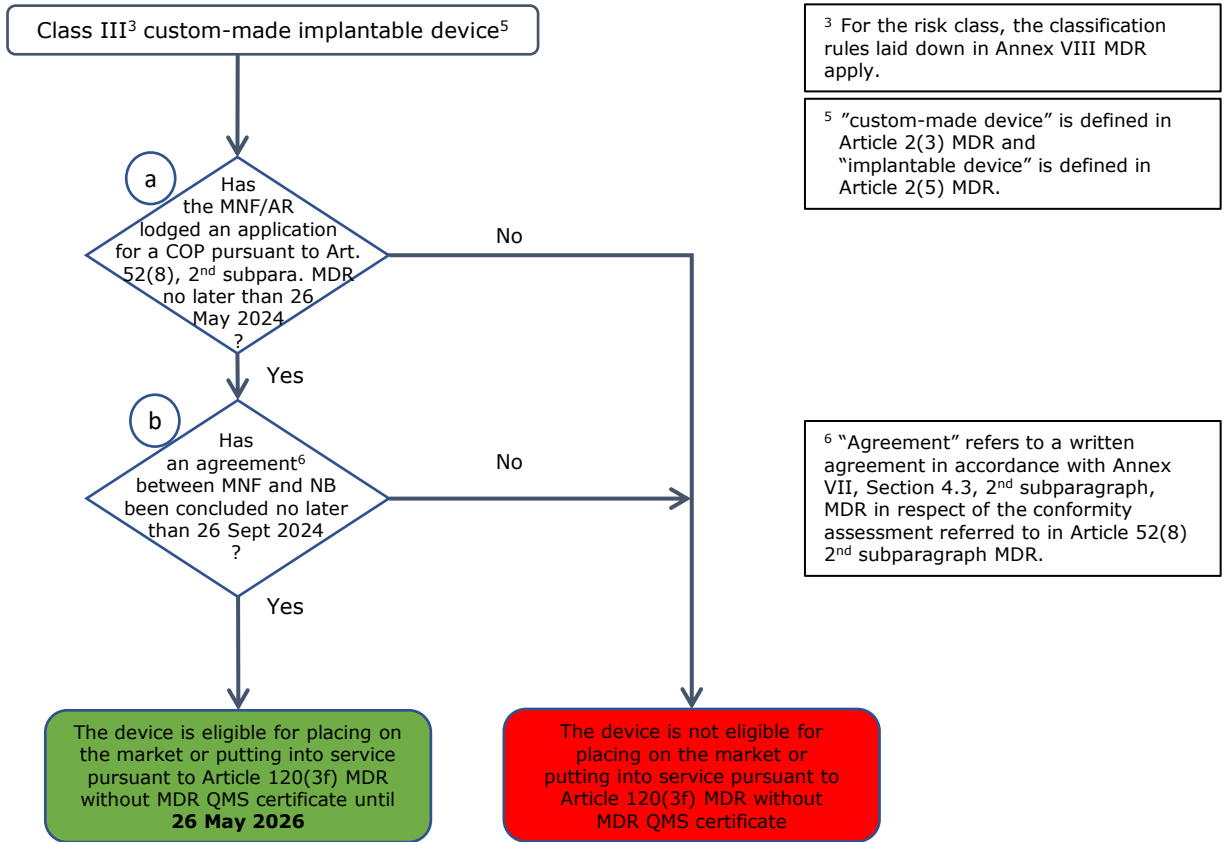 Class III³ custom-made implantable device⁵
³ For the risk class, the classification
rules laid down in Annex VIII MDR
apply.
⁵ ”custom-made device” is defined in
Article 2(3) MDR and
“implantable device” is defined in
Article 2(5) MDR.
a
Has
the MNF/AR
lodged an application
for a COP pursuant to Art.
52(8), 2ⁿᵈ subpara. MDR
no later than 26
May 2024
?
No
Yes
b
Has
an agreement⁶
between MNF and NB
been concluded no later
than 26 Sept 2024
?
No
Yes
⁶ “Agreement” refers to a written
agreement in accordance with Annex
VII, Section 4.3, 2ⁿᵈ subparagraph,
MDR in respect of the conformity
assessment referred to in Article 52(8)
2ⁿᵈ subparagraph MDR.
The device is eligible for placing on
the market or putting into service
pursuant to Article 120(3f) MDR
without MDR QMS certificate until
26 May 2026
The device is not eligible for
placing on the market or
putting into service pursuant to
Article 120(3f) MDR without
MDR QMS certificate